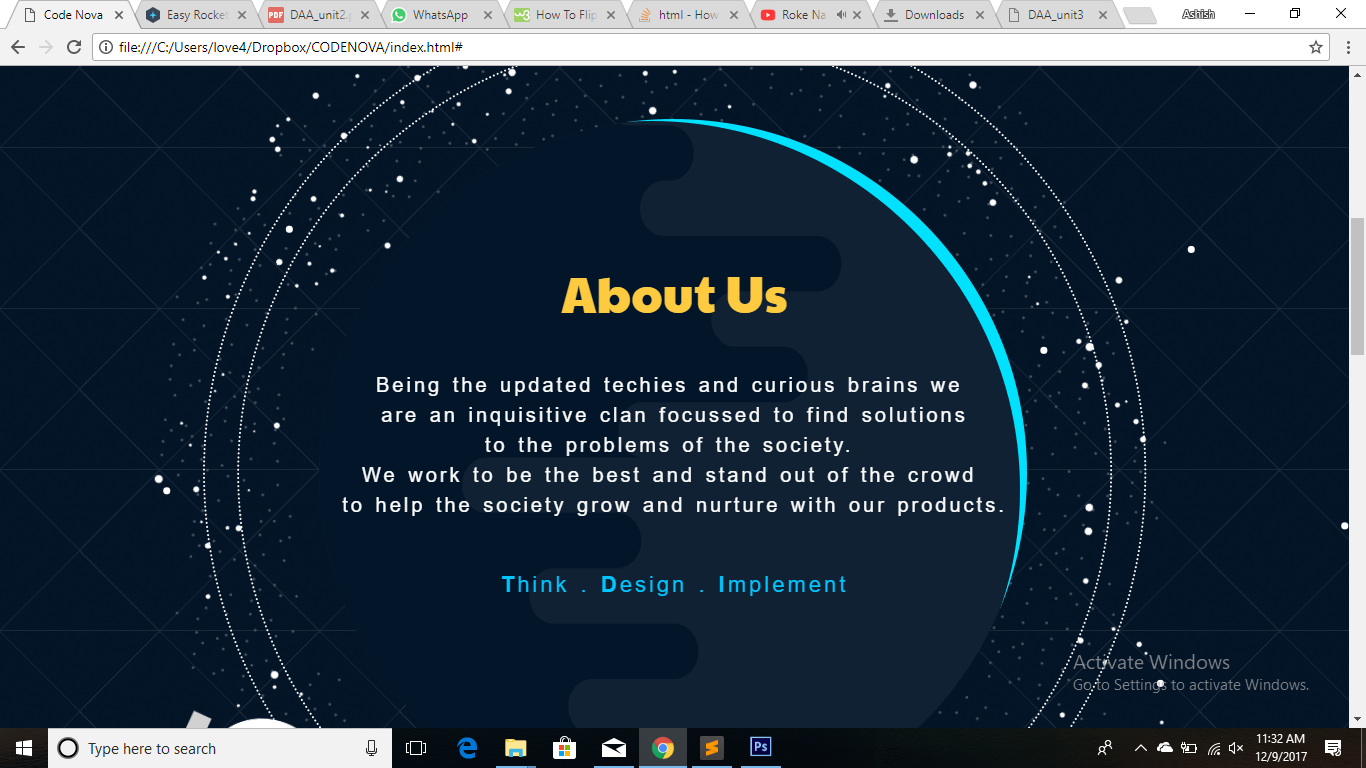 Code Nova
Easy Rocket
DAA_unit2.
WhatsApp
How To Flip
html - How
Roke Na
Downloads
DAA_unit3
Ashish
file:///C:/Users/love4/Dropbox/CODENOVA/index.html#
About Us
Being the updated techies and curious brains we
are an inquisitive clan focussed to find solutions
to the problems of the society.
We work to be the best and stand out of the crowd
to help the society grow and nurture with our products.
Think . Design . Implement
Activate Windows
Go to Settings to activate Windows.
Type here to search
Ps
11:32 AM
12/9/2017